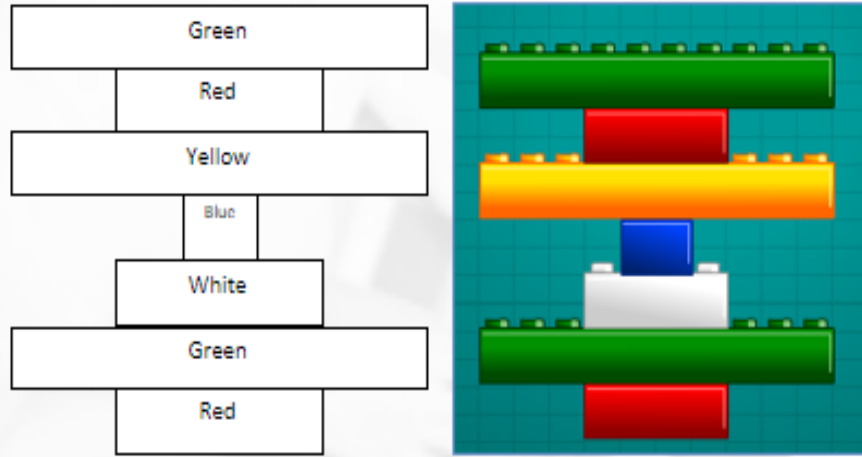 Green
Red
Yellow
Blue
White
Green
Red